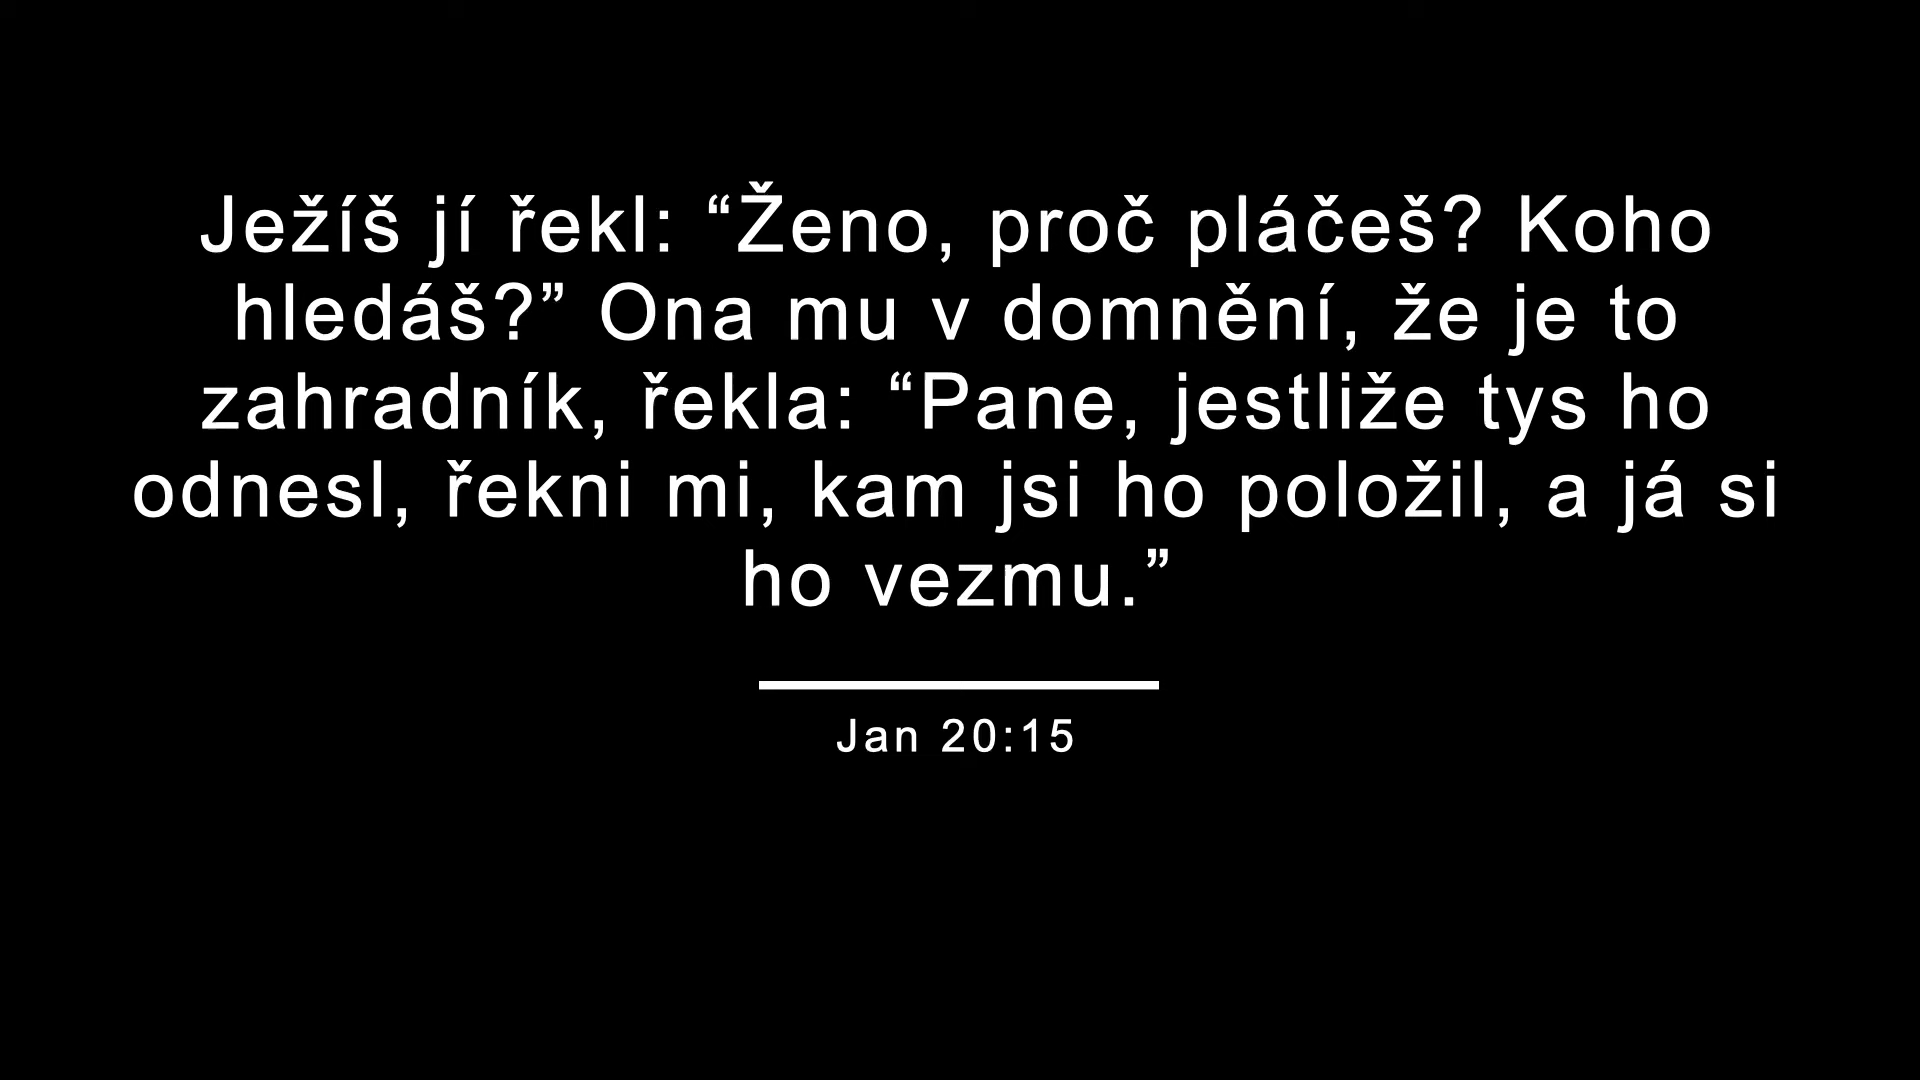 Ježíš jí řekl: “Ženo, proč pláčeš? Koho
hledáš?” Ona mu v domnění, že je to
zahradník, řekla: “Pane, jestliže tys ho
odnesl, řekni mi, kam jsi ho položil, a já si
ho vezmu.”
Jan 20:15